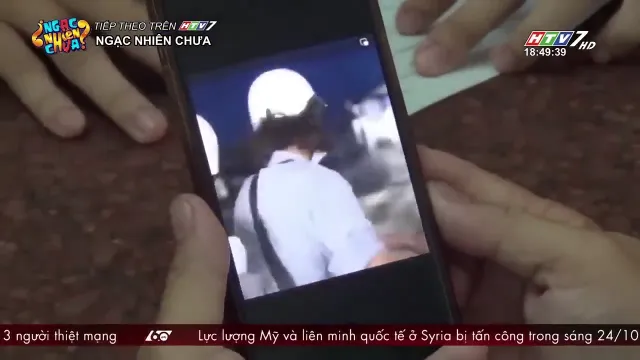 ¿NGẠC NHIÊN CHƯA?
TIẾP THEO TRÊN HTV7
NGẠC NHIÊN CHƯA
HTV7 HD
18:49:39
3 người thiệt mạng 60 Lực lượng Mỹ và liên minh quốc tế ở Syria bị tấn công trong sáng 24/10